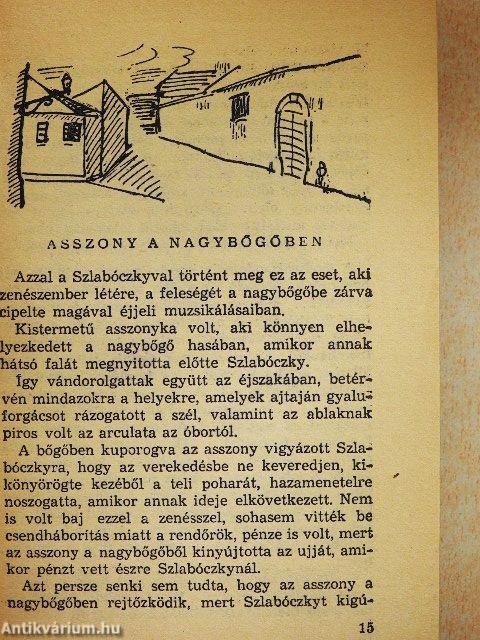 ASSZONY A NAGYBŐGŐBEN
Azzal a Szlabóczkyval történt meg ez az eset, aki
zenészember létére, a feleségét a nagybőgőbe zárva
cipelte magával éjjeli muzsikálásaiban.
Kistermetű asszonyka volt, aki könnyen elhe-
lyezkedett a nagybőgő hasában, amikor annak
hátsó falát megnyitotta előtte Szlabóczky.
Így vándorolgattak együtt az éjszakában, betér-
vén mindazokra a helyekre, amelyek ajtaján gyalu-
forgácsot rázogatott a szél, valamint az ablaknak
piros volt az arculata az óbortól.
A bőgőben kuporogva az asszony vigyázott Szla-
bóczkyra, hogy az verekedésbe ne keveredjen, ki-
könyörögte kezéből a teli poharát, hazamenetelre
noszogatta, amikor annak ideje elkövetkezett. Nem
is volt baj ezzel a zenésszel, sohasem vitték be
csendháborítás miatt a rendőrök, pénze is volt, mert
az asszony a nagybőgőből kinyújtotta az ujját, ami-
kor pénzt vett észre Szlabóczkynál.
Azt persze senki sem tudta, hogy az asszony a
nagybőgőben rejtőzködik, mert Szlabóczkyt kigú-
15
Antikvárium.hu